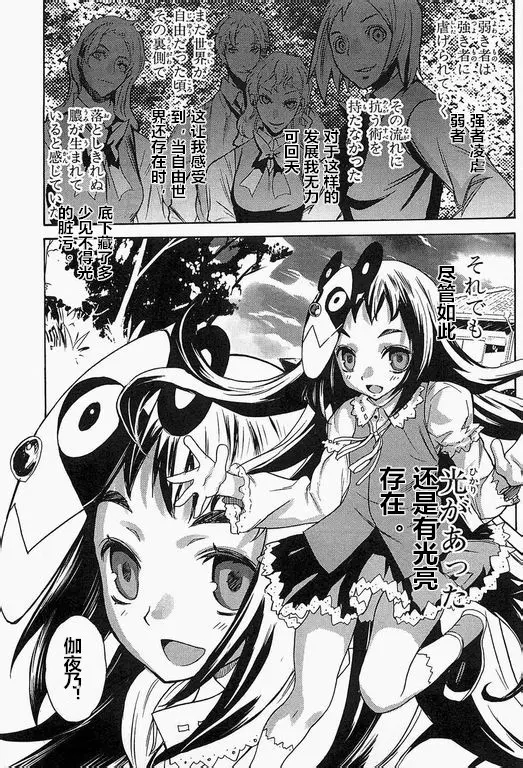 弱き者は
強き者に
虐げられていく
强者凌虐
弱者
その流れに
抗う術を
持たなかった
对于这样的
发展我无力
可回天
まだ世界が
自由だった頃
その裏側で
这让我感受
到，当自由世
界还存在时，
落としきれぬ
膿が生まれて
いると感じていた
底下藏了多
少见不得光
的脏污。
それでも
尽管如此
光があった
ひかり
还是有光亮
存在。
伽夜乃！